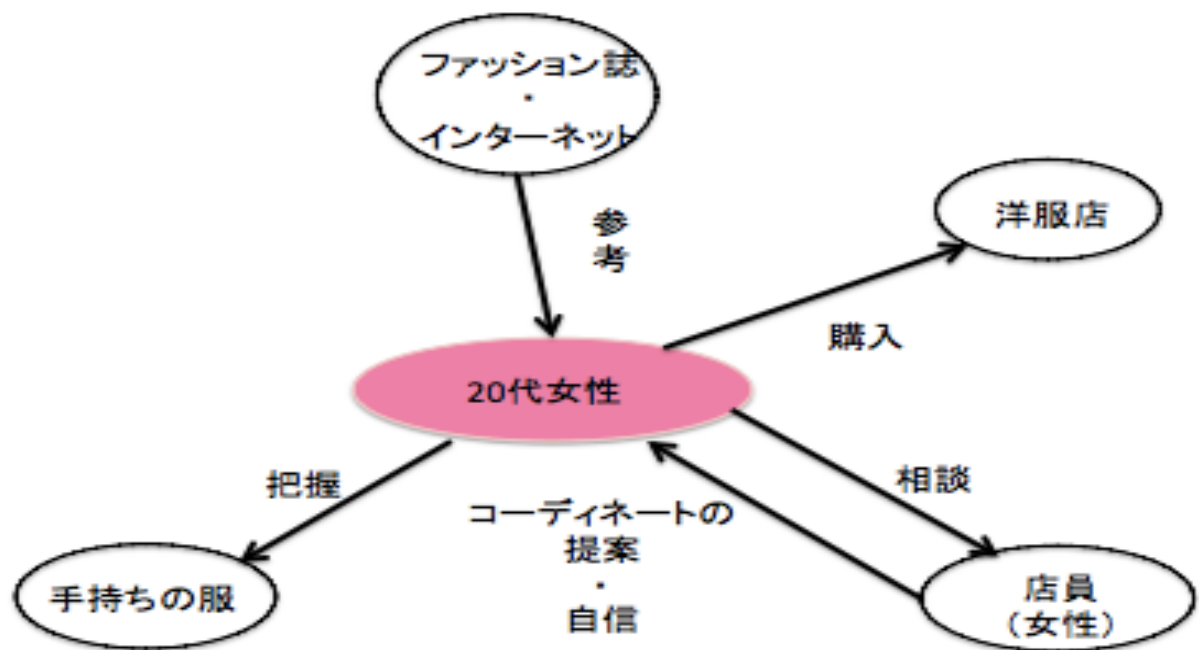 ファッション誌
・
インターネット
参
考
洋服店
購入
20代女性
把握
相談
コーディネートの
提案
・
自信
手持ちの服
店員
（女性）